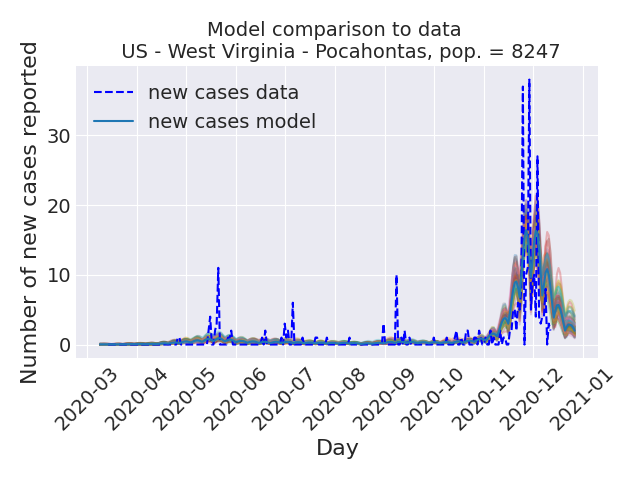 Model comparison to data
US - West Virginia - Pocahontas, pop. = 8247
Number of new cases reported
new cases data
new cases model
30
20
10
0
2020-03
2020-04
2020-05
2020-06
2020-07
2020-08
2020-09
2020-10
2020-11
2020-12
2021-01
Day